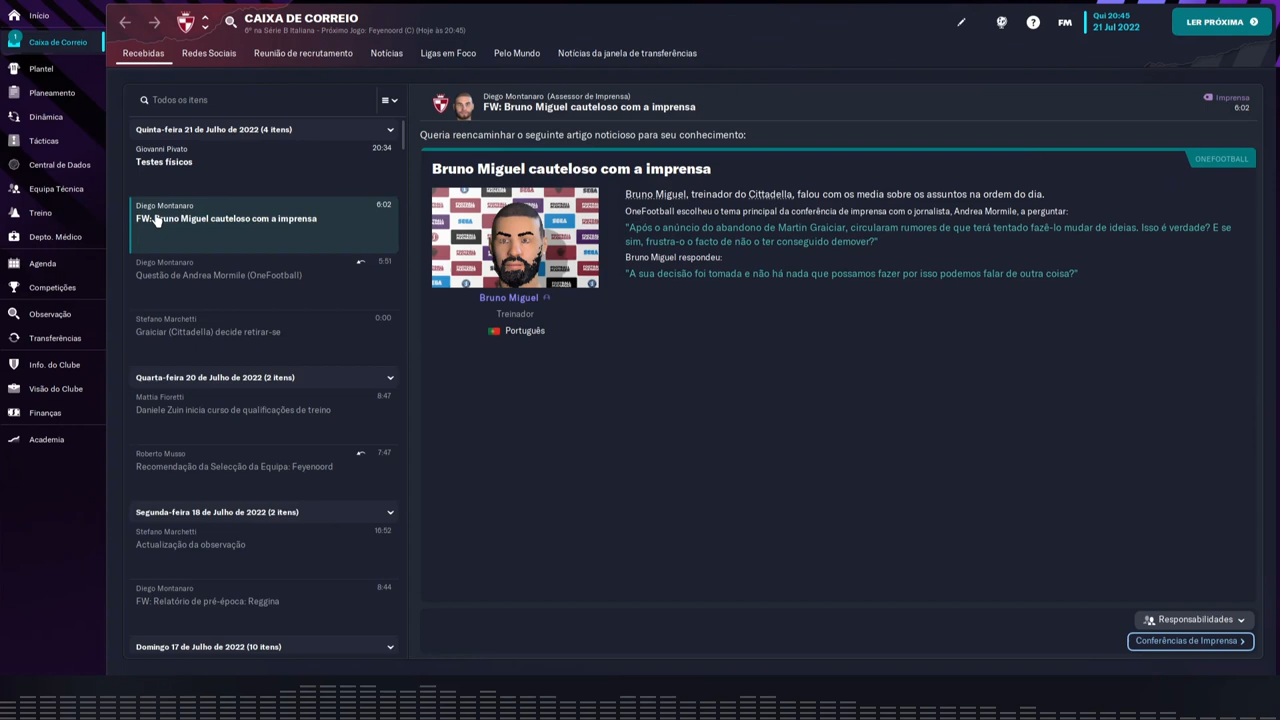 Início
1
Caixa de Correio
Plantel
Planeamento
Dinâmica
Tácticas
Central de Dados
Equipa Técnica
Treino
Depto. Médico
Agenda
Competições
Observação
Transferências
Info. do Clube
Visão do Clube
Finanças
Academia
CAIXA DE CORREIO
6º na Série B Italiana - Próximo Jogo: Feyenoord (C) (Hoje às 20:45)
?
FM
Qui 20:45
21 Jul 2022
LER PRÓXIMA
Recebidas
Redes Sociais
Reunião de recrutamento
Notícias
Ligas em Foco
Pelo Mundo
Notícias da janela de transferências
Todos os itens
Quinta-feira 21 de Julho de 2022 (4 itens)
Giovanni Pivato 20:34
Testes físicos
Diego Montanaro 6:02
FW: Bruno Miguel cauteloso com a imprensa
Diego Montanaro 5:51
Questão de Andrea Mormile (OneFootball)
Stefano Marchetti 0:00
Graiciar (Cittadella) decide retirar-se
Quarta-feira 20 de Julho de 2022 (2 itens)
Mattia Fioretti 8:47
Daniele Zuin inicia curso de qualificações de treino
Roberto Musso 7:47
Recomendação da Selecção da Equipa: Feyenoord
Segunda-feira 18 de Julho de 2022 (2 itens)
Stefano Marchetti 16:52
Actualização da observação
Diego Montanaro 8:44
FW: Relatório de pré-época: Reggina
Domingo 17 de Julho de 2022 (10 itens)
Diego Montanaro (Assessor de Imprensa)
FW: Bruno Miguel cauteloso com a imprensa
Imprensa
6:02
Queria reencaminhar o seguinte artigo noticioso para seu conhecimento:
ONEFOOTBALL
Bruno Miguel cauteloso com a imprensa
Bruno Miguel
Treinador
Português
Bruno Miguel, treinador do Cittadella, falou com os media sobre os assuntos na ordem do dia.
OneFootball escolheu o tema principal da conferência de imprensa com o jornalista, Andrea Mormile, a perguntar:
"Após o anúncio do abandono de Martin Graiciar, circularam rumores de que terá tentado fazê-lo mudar de ideias. Isso é verdade? E se
sim, frustra-o o facto de não o ter conseguido demover?"
Bruno Miguel respondeu:
"A sua decisão foi tomada e não há nada que possamos fazer por isso podemos falar de outra coisa?"
Responsabilidades
Conferências de Imprensa